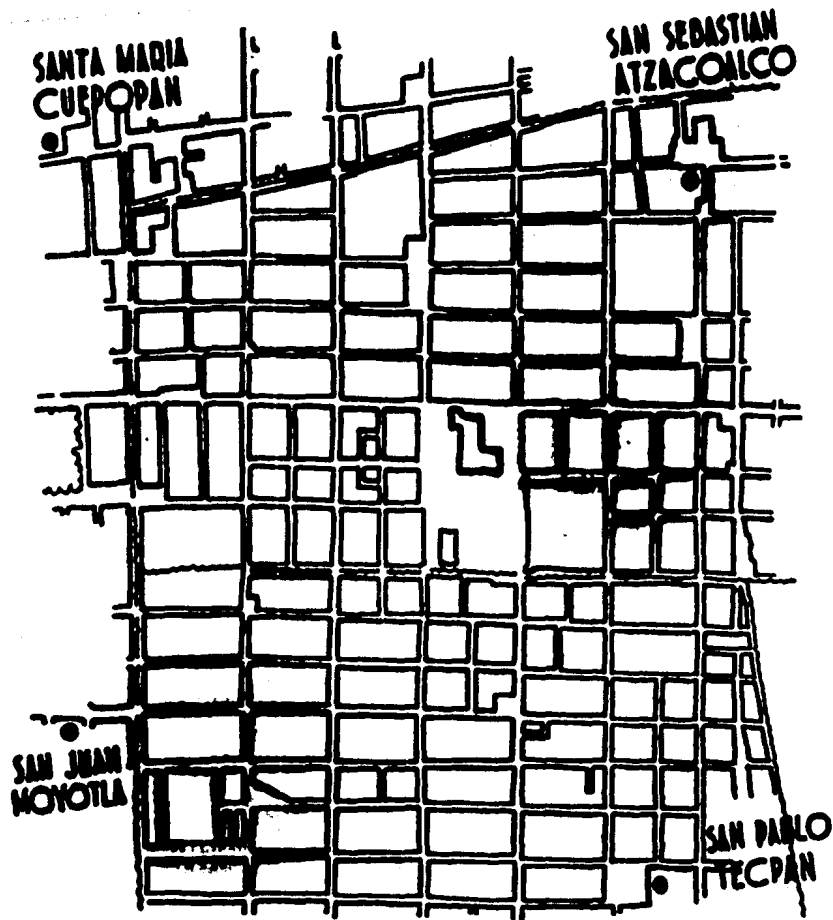 SANTA MARIA
CUEPOPAN
SAN SEBASTIAN
ATZACOALCO
SAN JUAN
MOYOTLA
SAN PABLO
TECPAN